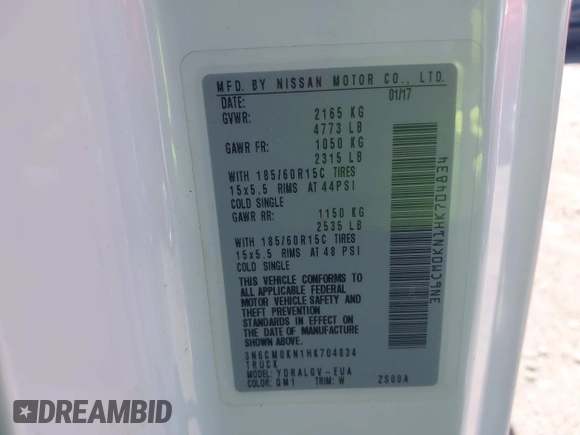 MFD. BY NISSAN MOTOR CO., LTD.
DATE: 01/17
GVWR: 2165 KG
4773 LB
GAWR FR: 1050 KG
2315 LB
WITH 185/60R15C TIRES
15x5.5 RIMS AT 44PSI
COLD SINGLE
GAWR RR: 1150 KG
2535 LB
WITH 185/60R15C TIRES
15x5.5 RIMS AT 48 PSI
COLD SINGLE
THIS VEHICLE CONFORMS TO
ALL APPLICABLE FEDERAL
MOTOR VEHICLE SAFETY AND
THEFT PREVENTION
STANDARDS IN EFFECT ON
THE DATE OF MANUFACTURE
SHOWN ABOVE.
3N6CM0KN1HK704834
TRUCK
MODEL: YDRALGV-EUA
COLOR: QM1 TRIM: W 2S00A
3N6CM0KN1HK704834
DREAMBID